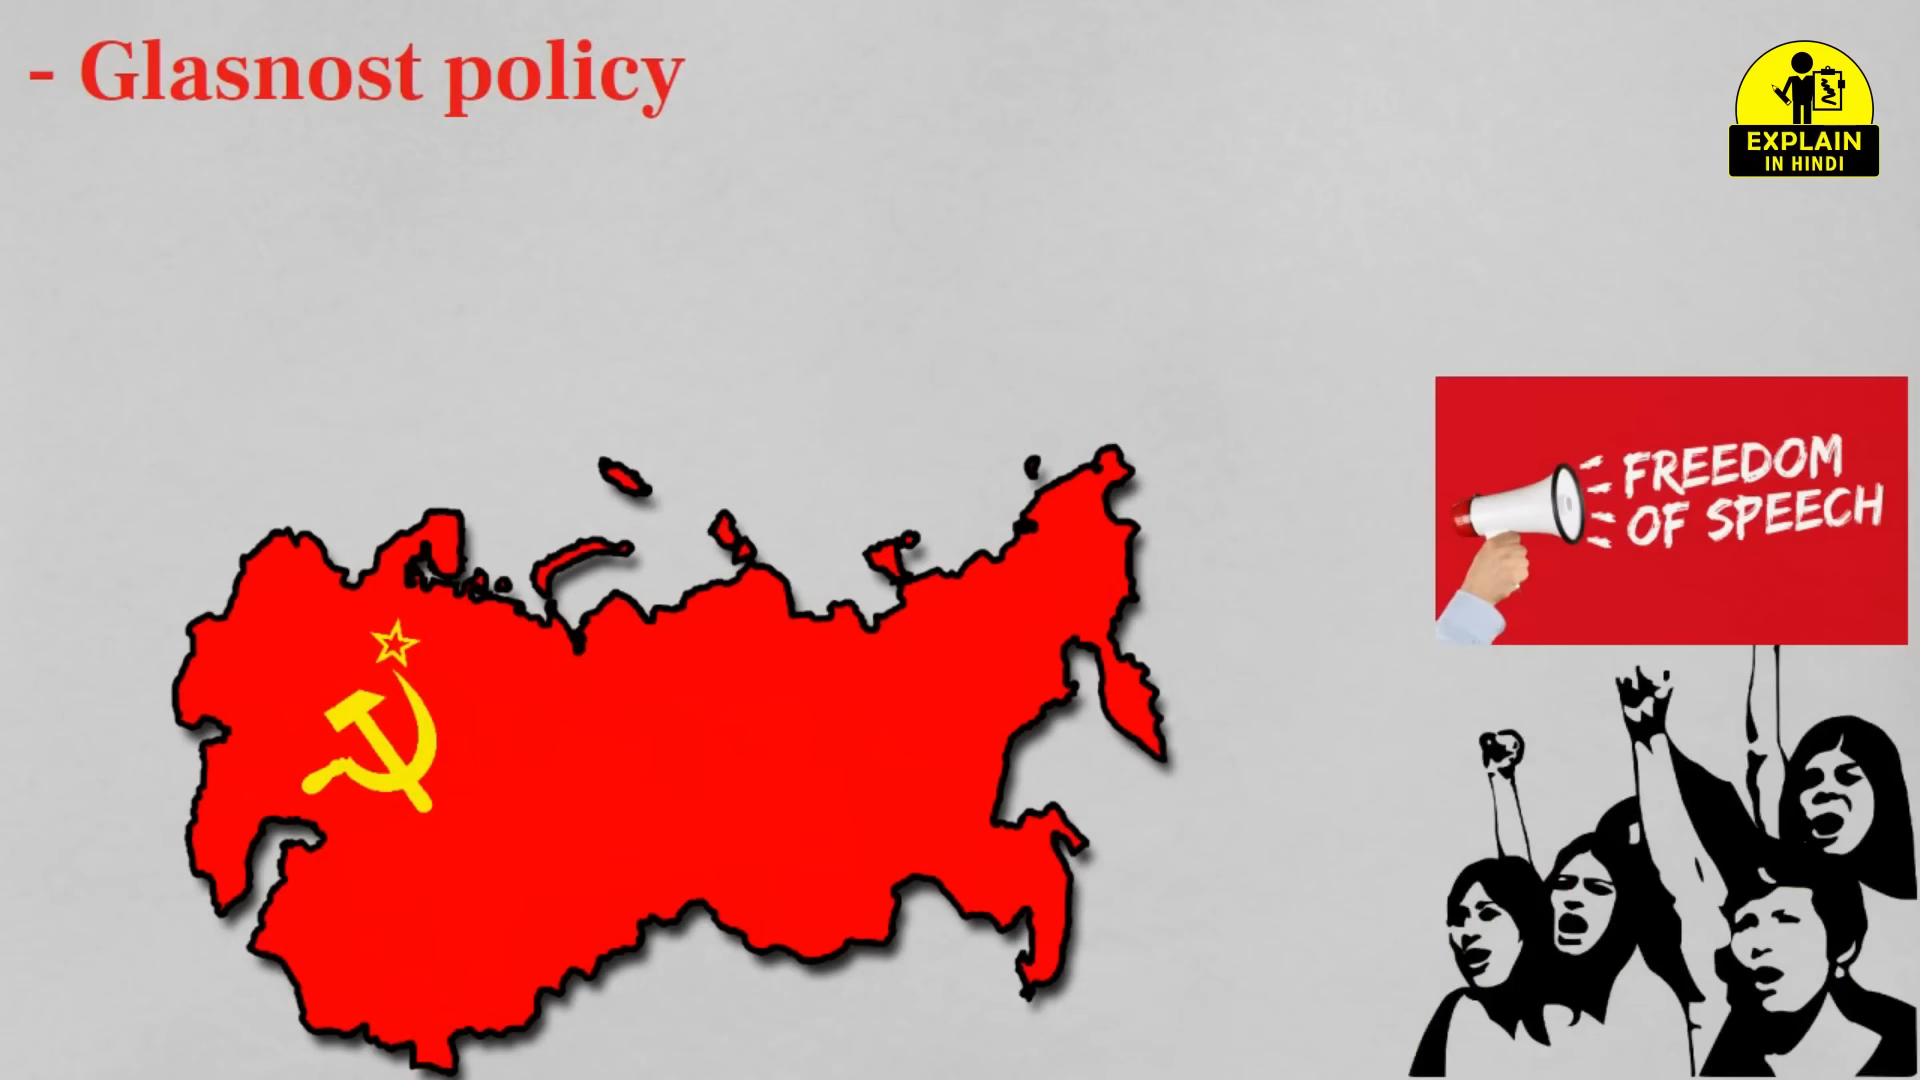 - Glasnost policy
EXPLAIN
IN HINDI
FREEDOM
OF SPEECH